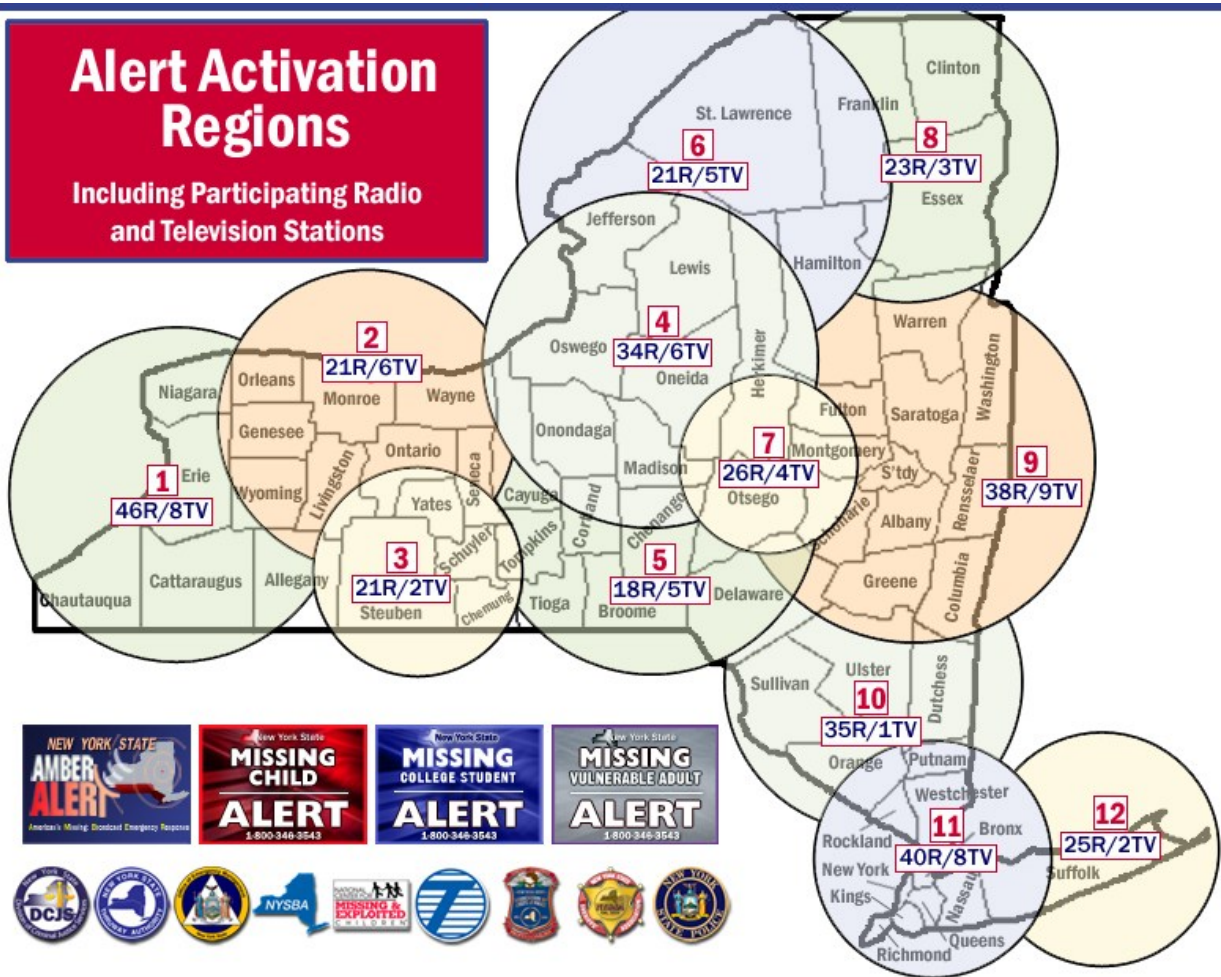 Alert Activation
Regions
Including Participating Radio
and Television Stations
Clinton
Franklin
St. Lawrence
8
23R/3TV
6
21R/5TV
Essex
Jefferson
Hamilton
Lewis
4
34R/6TV
Oswego
Oneida
Herkimer
Warren
Washington
2
21R/6TV
Niagara
Orleans
Monroe
Wayne
Fulton
Saratoga
Genesee
Onondaga
Ontario
7
26R/4TV
Montgomery
9
38R/9TV
Erie
1
46R/8TV
Wyoming
Livingston
Seneca
Madison
S'tdy
Rensselaer
Yates
Cayuga
Cortland
Chenango
Otsego
Schoharie
Albany
3
21R/2TV
Schuyler
Tompkins
5
18R/5TV
Cattaraugus
Allegany
Greene
Columbia
Delaware
Chautauqua
Steuben
Chemung
Tioga
Broome
Sullivan
Ulster
Dutchess
10
35R/1TV
Orange
Putnam
Westchester
Rockland
11
40R/8TV
Bronx
12
25R/2TV
New York
Suffolk
Kings
Nassau
Queens
Richmond
NEW YORK STATE
AMBER
ALERT
America's Missing: Broadcast Emergency Response
New York State
MISSING
CHILD
ALERT
1-800-346-3543
New York State
MISSING
COLLEGE STUDENT
ALERT
1-800-346-3543
New York State
MISSING
VULNERABLE ADULT
ALERT
1-800-346-3543
New York State
DCJS
NEW YORK STATE
THRUWAY AUTHORITY
NYSBA
NATIONAL
CENTER FOR
MISSING &
EXPLOITED
CHILDREN
NEW YORK
STATE POLICE